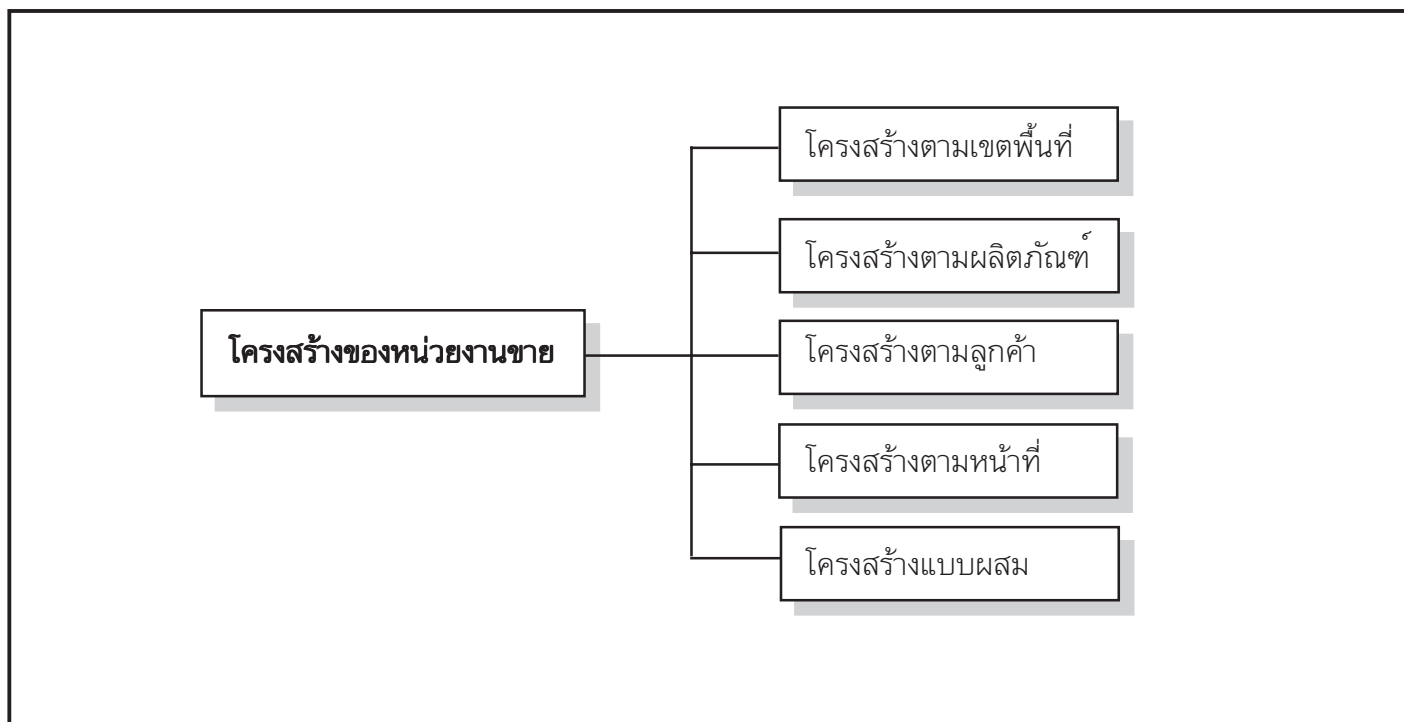 โครงสร้างตามเขตพื้นที่
โครงสร้างตามผลิตภัณฑ์
โครงสร้างของหน่วยงานขาย
โครงสร้างตามลูกค้า
โครงสร้างตามหน้าที่
โครงสร้างแบบผสม